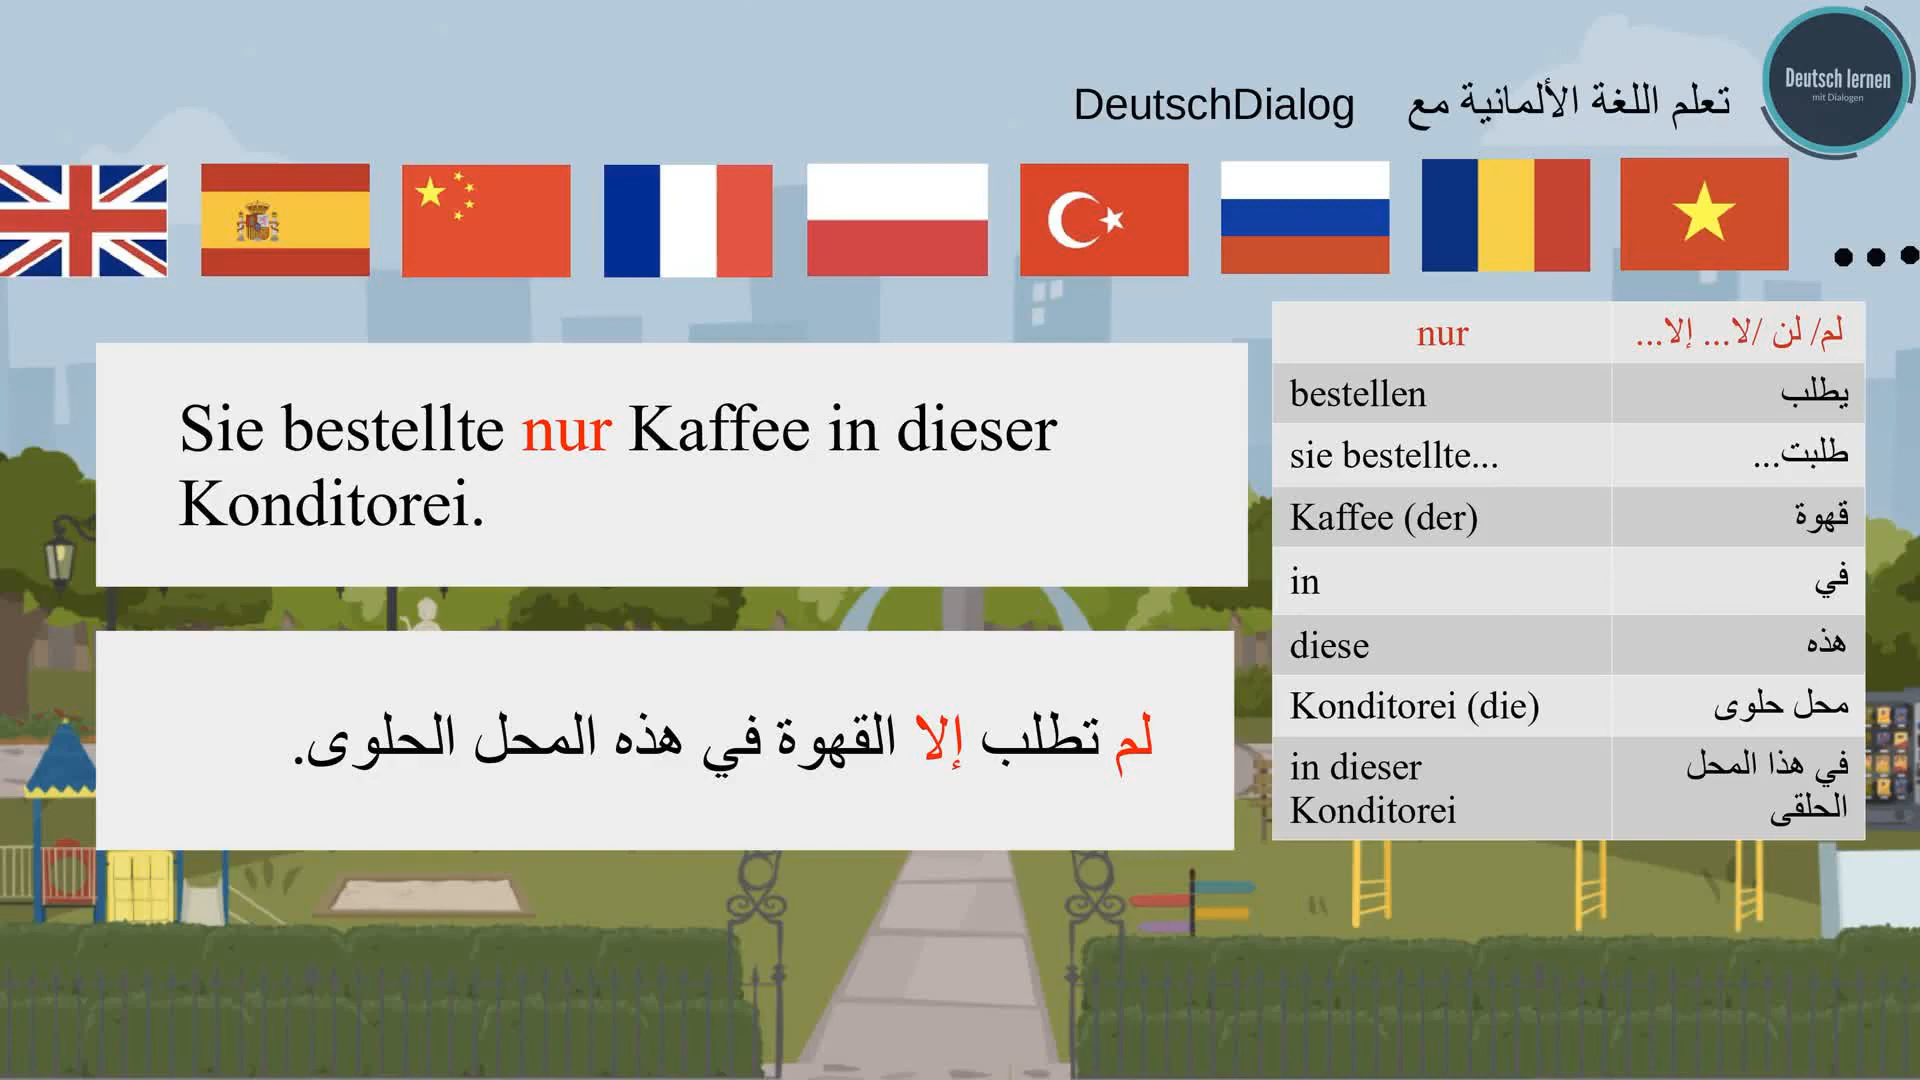 Deutsch lernen
mit Dialogen
تعلم اللغة الألمانية مع DeutschDialog
Sie bestellte nur Kaffee in dieser
Konditorei.
لم تطلب إلا القهوة في هذه المحل الحلوى.
nur لم/ لن /لا... إلا...
bestellen يطلب
sie bestellte... طلبت...
Kaffee (der) قهوة
in في
diese هذه
Konditorei (die) محل حلوى
in dieser في هذا المحل
Konditorei الحلقى